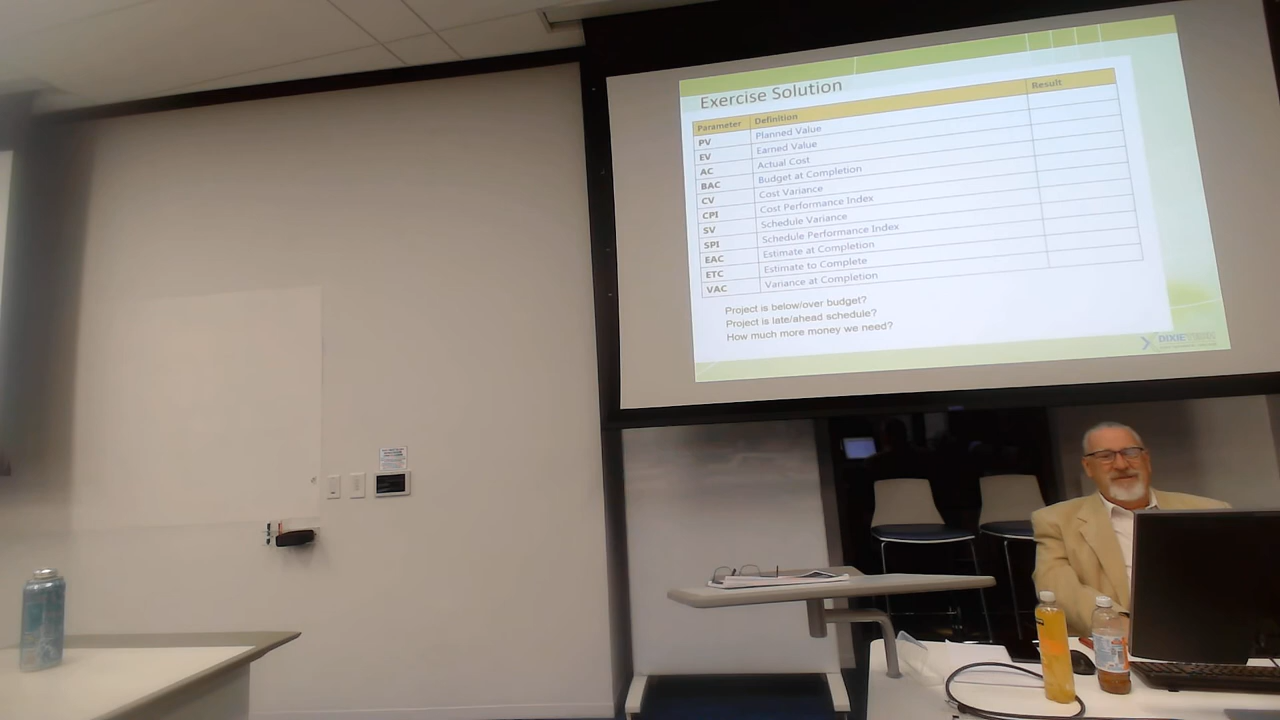 Exercise Solution
Parameter Definition Result
PV Planned Value
EV Earned Value
AC Actual Cost
BAC Budget at Completion
CV Cost Variance
CPI Cost Performance Index
SV Schedule Variance
SPI Schedule Performance Index
EAC Estimate at Completion
ETC Estimate to Complete
VAC Variance at Completion
Project is below/over budget?
Project is late/ahead schedule?
How much more money we need?
DIXIETECH